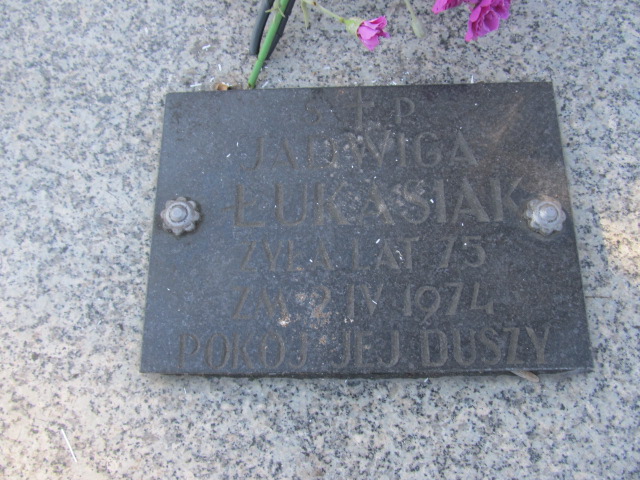 Ś. † P.
JADWIGA
ŁUKASIAK
ŻYŁA LAT 75
ZM. 2 IV 1974
POKÓJ JEJ DUSZY